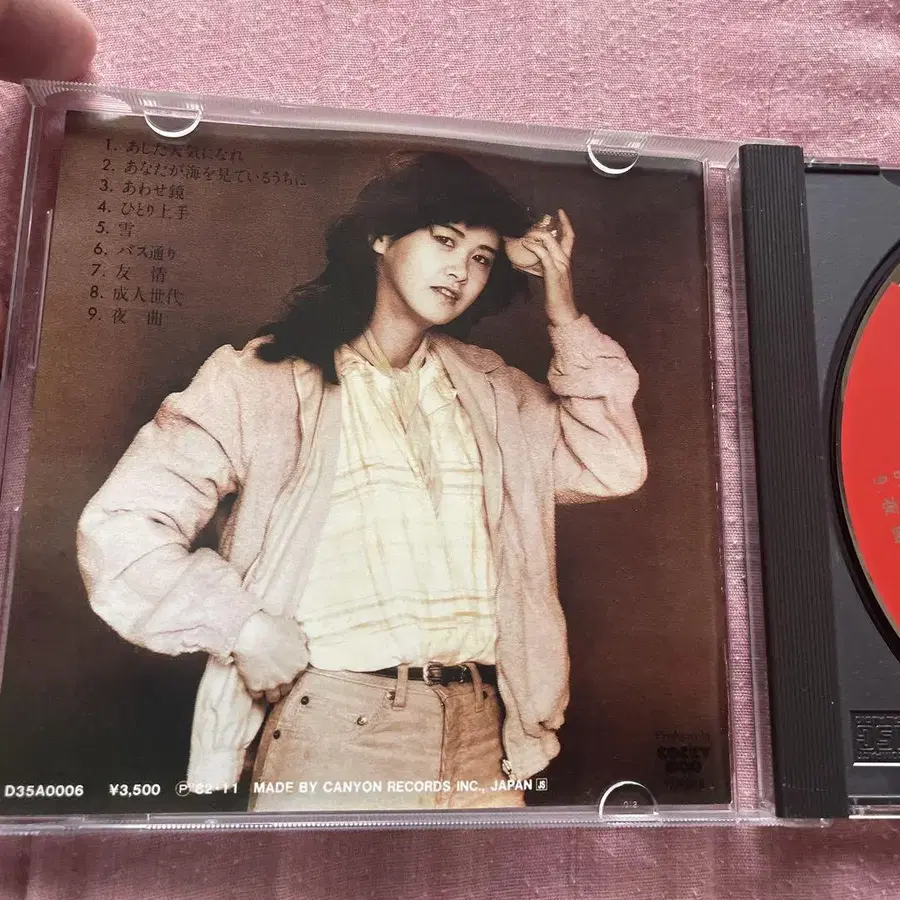 1. あした天気になれ
2. あなたが海を見ているうちに
3. あわせ鏡
4. ひとり上手
5. 雪
6. バス通り
7. 友情
8. 成人世代
9. 夜曲
D35A0006 ¥3,500 Ⓟ'82・11 MADE BY CANYON RECORDS INC., JAPAN JS